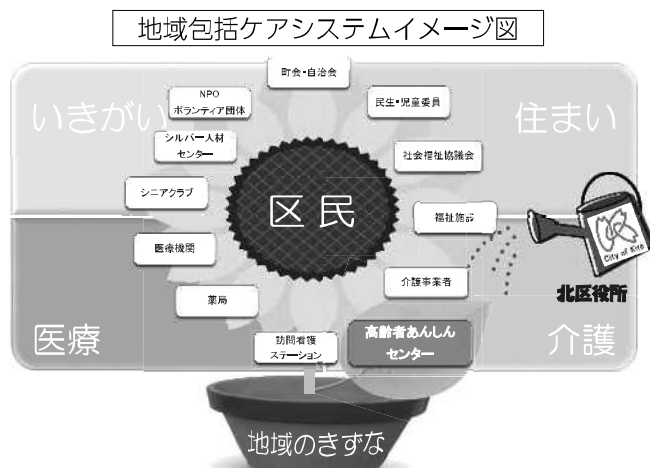 地域包括ケアシステムイメージ図
町会・自治会
NPO
ボランティア団体
民生・児童委員
いきがい
住まい
シルバー人材
センター
社会福祉協議会
シニアクラブ
区民
福祉施設
City of Kita
医療機関
北区役所
介護事業者
薬局
医療
訪問看護
ステーション
高齢者あんしん
センター
介護
地域のきずな